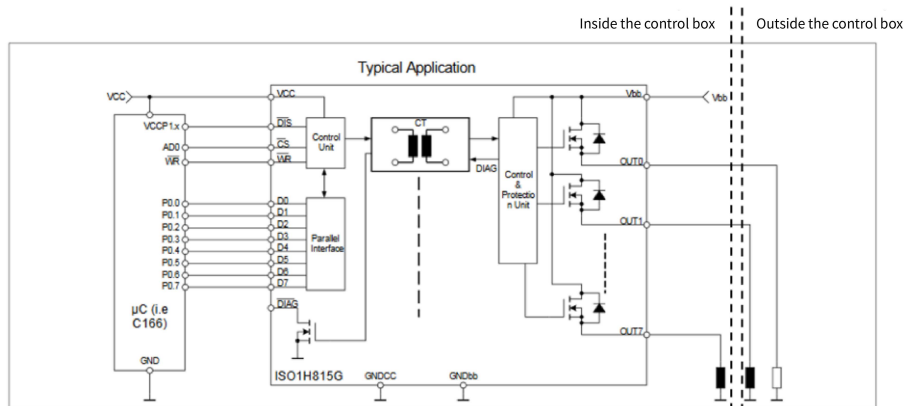 Inside the control box
Outside the control box
Typical Application
VCC
VCC
Vbb
Vbb
VCCP1.x
DIS
AD0
CS
WR
WR
Control
Unit
CT
DIAG
Control
&
Protectio
n Unit
OUT0
OUT1
OUT7
P0.0
P0.1
P0.2
P0.3
P0.4
P0.5
P0.6
P0.7
D0
D1
D2
D3
D4
D5
D6
D7
Parallel
Interface
DIAG
µC (i.e
C166)
GND
ISO1H815G
GNDCC
GNDbb